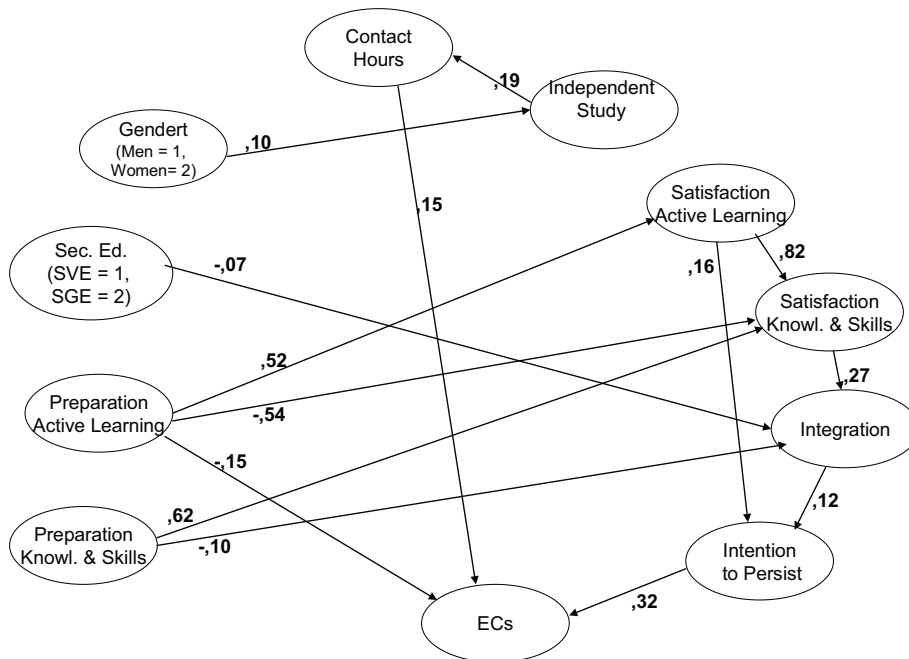 Contact
Hours
,19
Independent
Study
Gendert
(Men = 1,
Women= 2)
,10
,15
Satisfaction
Active Learning
Sec. Ed.
(SVE = 1,
SGE = 2)
-,07
,82
,16
Satisfaction
Knowl. & Skills
,52
,27
Preparation
Active Learning
-,54
Integration
-,15
,62
,12
-,10
Preparation
Knowl. & Skills
Intention
to Persist
,32
ECs